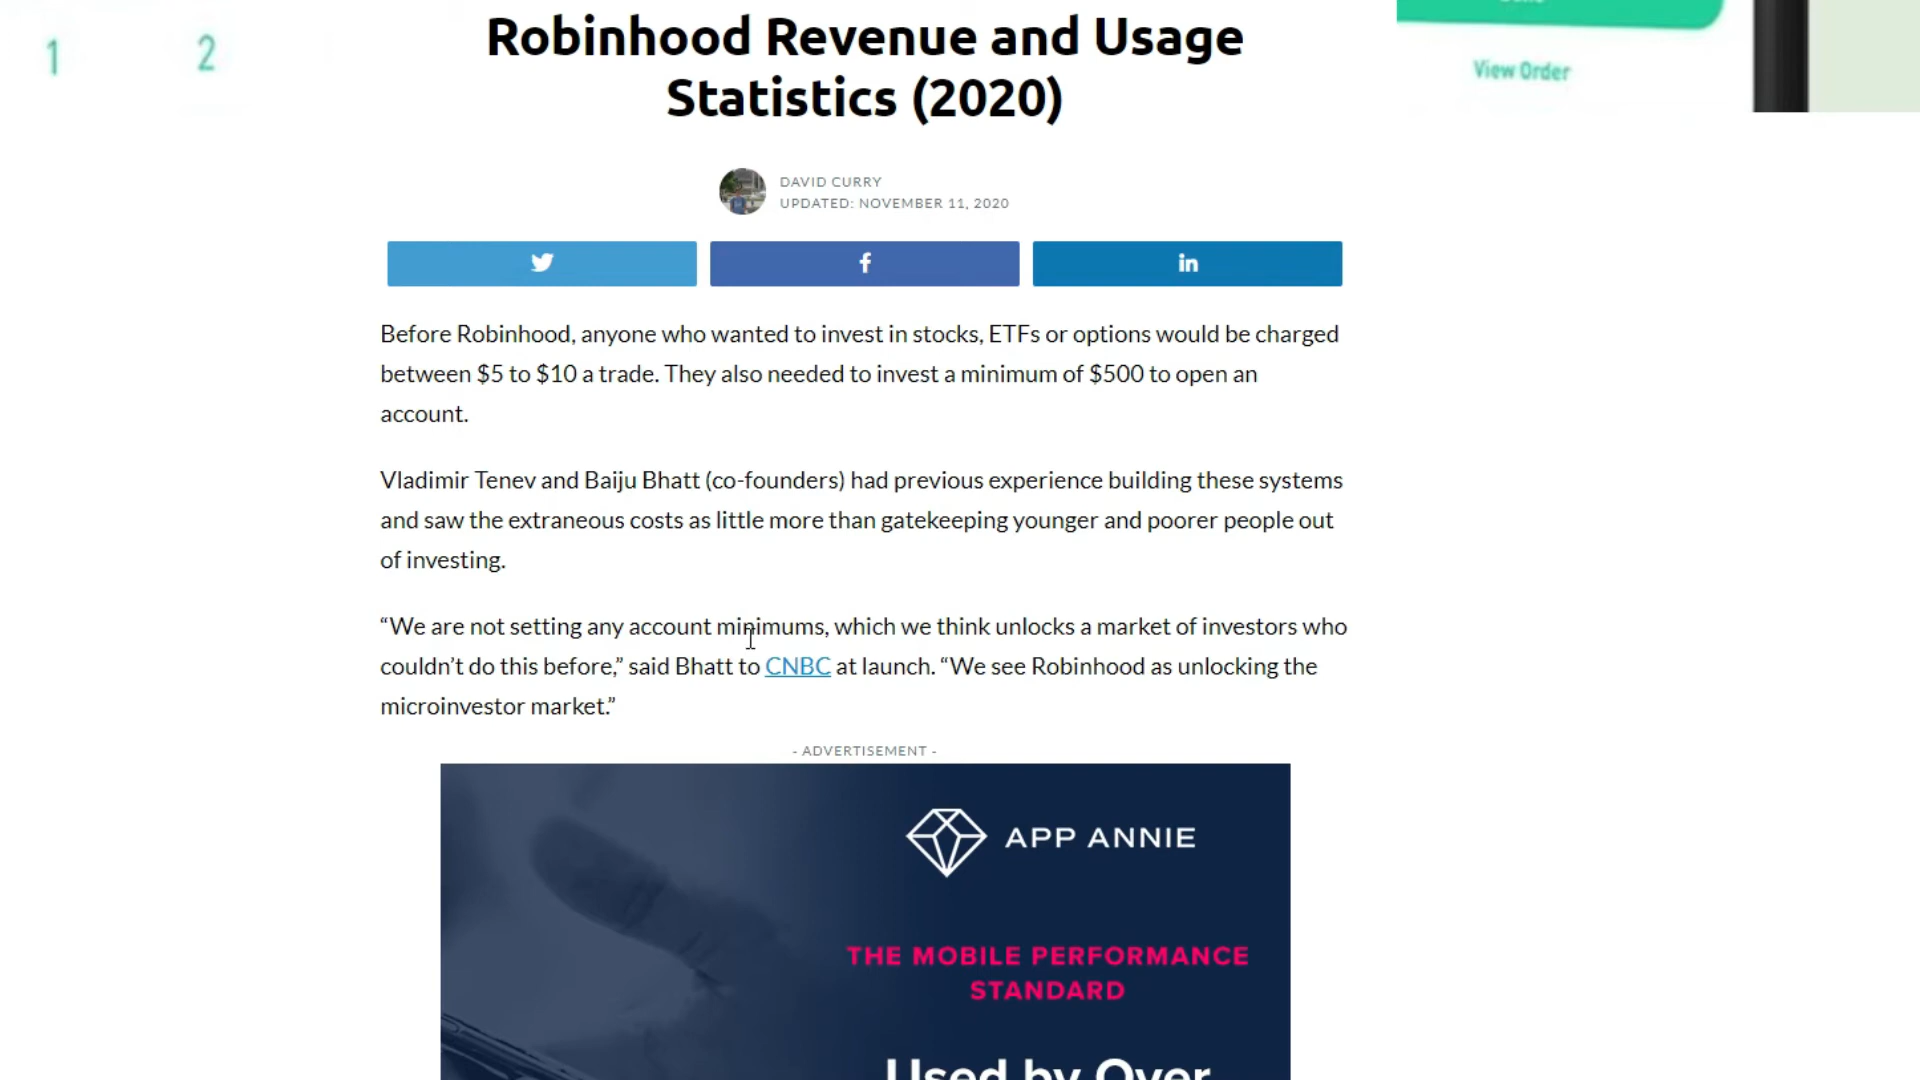 1 2
View Order
Robinhood Revenue and Usage
Statistics (2020)
DAVID CURRY
UPDATED: NOVEMBER 11, 2020
f
in
Before Robinhood, anyone who wanted to invest in stocks, ETFs or options would be charged
between $5 to $10 a trade. They also needed to invest a minimum of $500 to open an
account.
Vladimir Tenev and Baiju Bhatt (co-founders) had previous experience building these systems
and saw the extraneous costs as little more than gatekeeping younger and poorer people out
of investing.
“We are not setting any account minimums, which we think unlocks a market of investors who
couldn’t do this before,” said Bhatt to CNBC at launch. “We see Robinhood as unlocking the
microinvestor market.”
- ADVERTISEMENT -
APP ANNIE
THE MOBILE PERFORMANCE
STANDARD
Used by Over